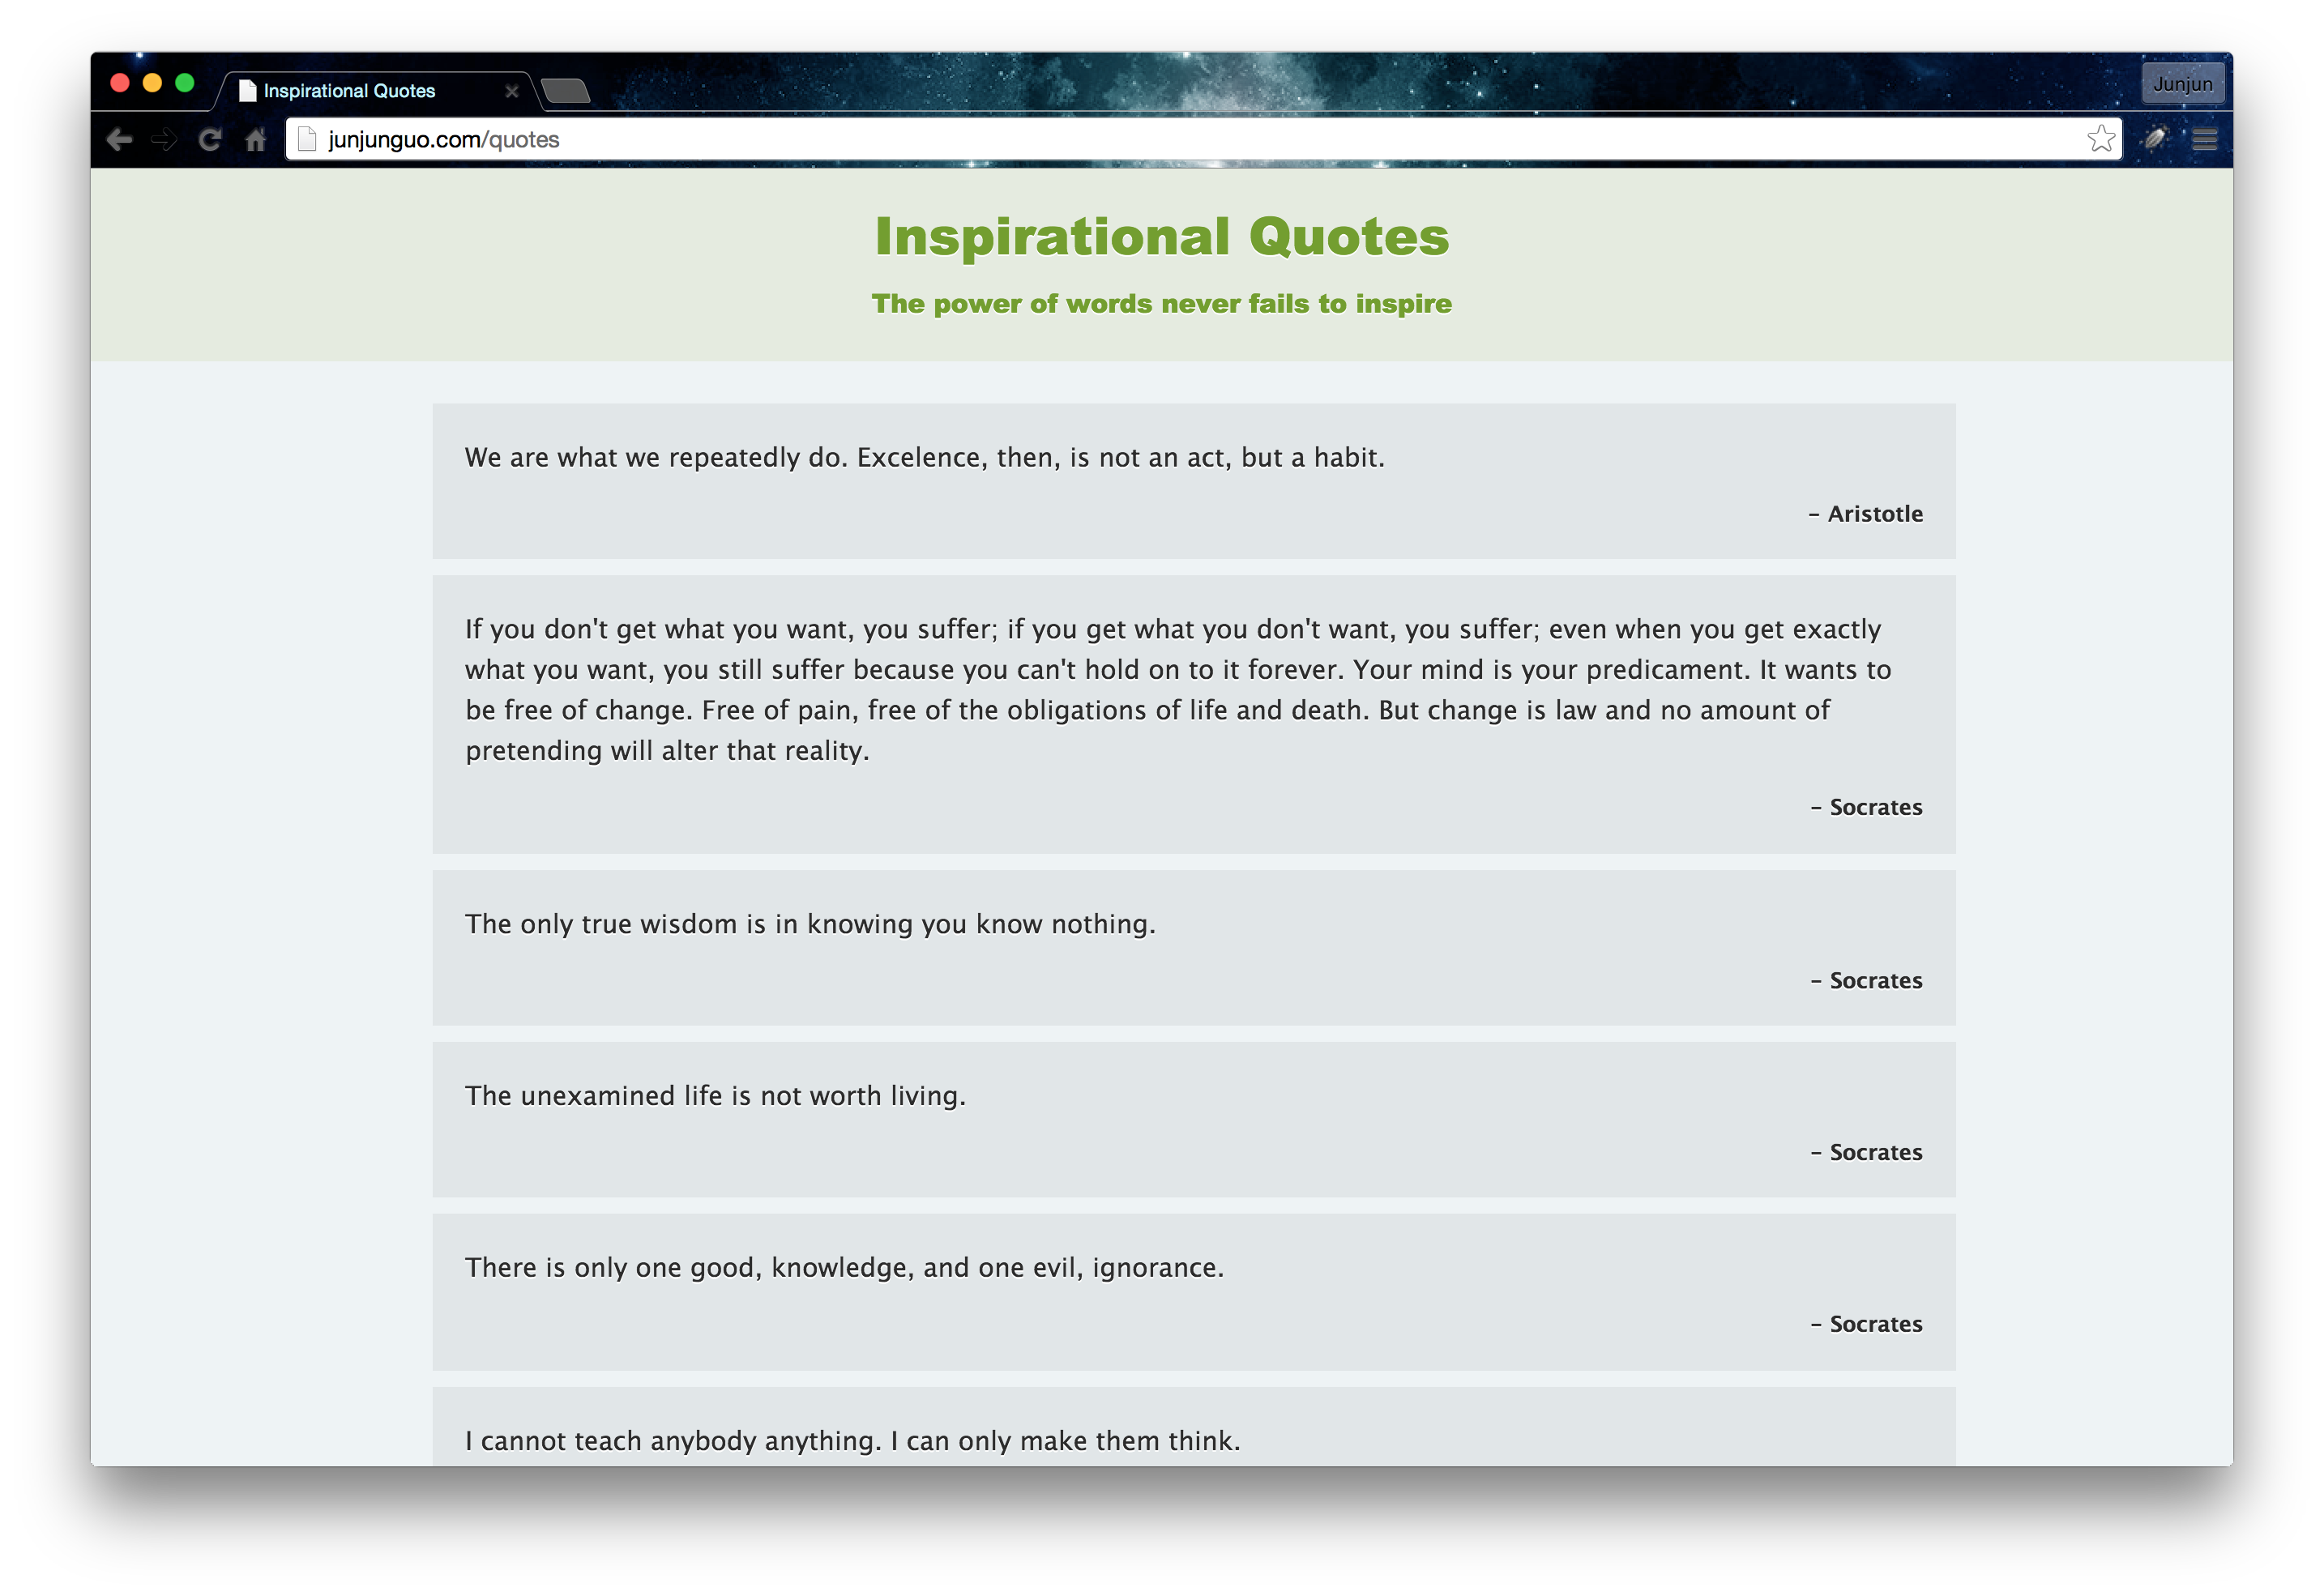 Inspirational Quotes
Junjun
junjunguo.com/quotes
Inspirational Quotes
The power of words never fails to inspire
We are what we repeatedly do. Excelence, then, is not an act, but a habit.
– Aristotle
If you don't get what you want, you suffer; if you get what you don't want, you suffer; even when you get exactly
what you want, you still suffer because you can't hold on to it forever. Your mind is your predicament. It wants to
be free of change. Free of pain, free of the obligations of life and death. But change is law and no amount of
pretending will alter that reality.
– Socrates
The only true wisdom is in knowing you know nothing.
– Socrates
The unexamined life is not worth living.
– Socrates
There is only one good, knowledge, and one evil, ignorance.
– Socrates
I cannot teach anybody anything. I can only make them think.